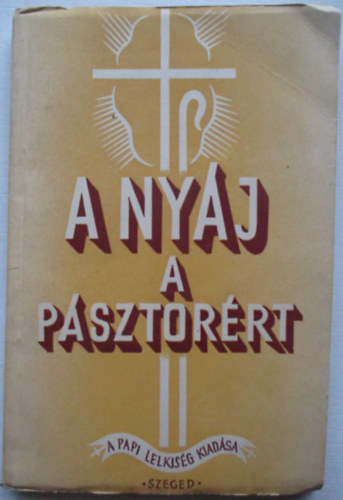 A NYÁJ
A
PÁSZTORÉRT
A PAPI LELKISÉG KIADÁSA
•SZEGED•